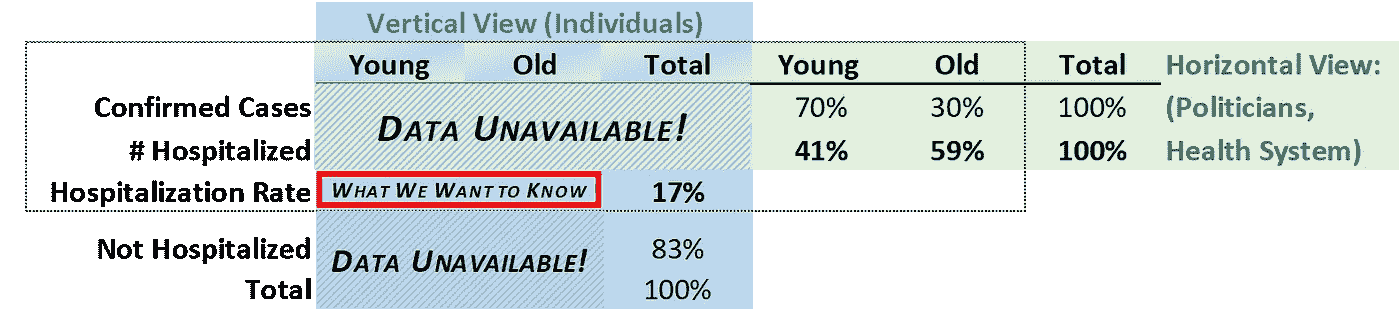 Vertical View (Individuals)
Young Old Total Young Old Total Horizontal View:
Confirmed Cases 70% 30% 100% (Politicians,
DATA UNAVAILABLE!
# Hospitalized 41% 59% 100% Health System)
Hospitalization Rate WHAT WE WANT TO KNOW 17%
Not Hospitalized 83%
DATA UNAVAILABLE!
Total 100%